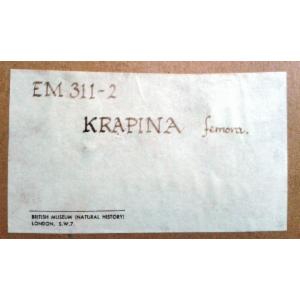 EM 311-2
KRAPINA femora.
BRITISH MUSEUM (NATURAL HISTORY)
LONDON, S.W.7.